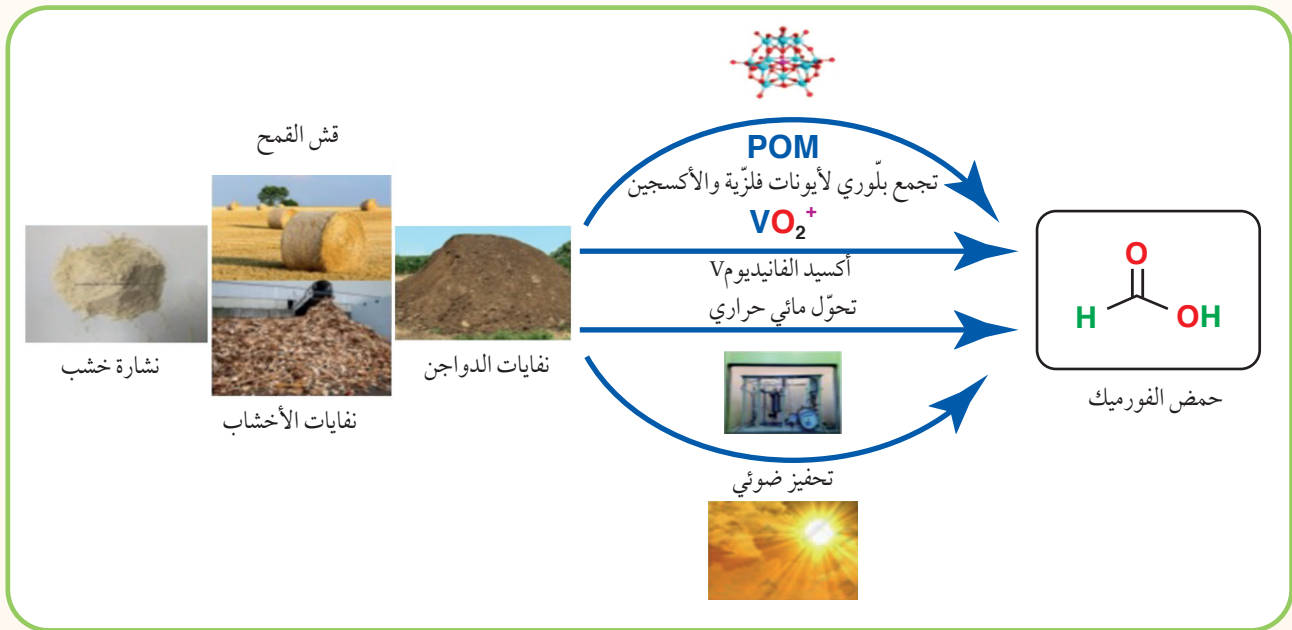 قش القمح
نشارة خشب
نفايات الأخشاب
نفايات الدواجن
POM
تجمع بلّوري لأيونات فلزّية والأكسجين
VO₂⁺
أكسيد الفانيديومV
تحوّل مائي حراري
تحفيز ضوئي
O
H
OH
حمض الفورميك